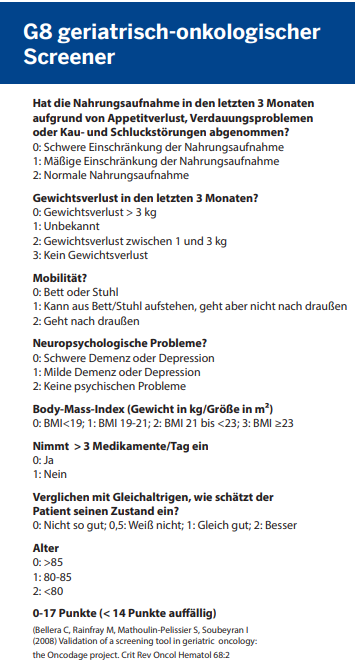 G8 geriatrisch-onkologischer
Screener
Hat die Nahrungsaufnahme in den letzten 3 Monaten
aufgrund von Appetitverlust, Verdauungsproblemen
oder Kau- und Schluckstörungen abgenommen?
0: Schwere Einschränkung der Nahrungsaufnahme
1: Mäßige Einschränkung der Nahrungsaufnahme
2: Normale Nahrungsaufnahme
Gewichtsverlust in den letzten 3 Monaten?
0: Gewichtsverlust > 3 kg
1: Unbekannt
2: Gewichtsverlust zwischen 1 und 3 kg
3: Kein Gewichtsverlust
Mobilität?
0: Bett oder Stuhl
1: Kann aus Bett/Stuhl aufstehen, geht aber nicht nach draußen
2: Geht nach draußen
Neuropsychologische Probleme?
0: Schwere Demenz oder Depression
1: Milde Demenz oder Depression
2: Keine psychischen Probleme
Body-Mass-Index (Gewicht in kg/Größe in m²)
0: BMI<19; 1: BMI 19-21; 2: BMI 21 bis <23; 3: BMI ≥23
Nimmt > 3 Medikamente/Tag ein
0: Ja
1: Nein
Verglichen mit Gleichaltrigen, wie schätzt der
Patient seinen Zustand ein?
0: Nicht so gut; 0,5: Weiß nicht; 1: Gleich gut; 2: Besser
Alter
0: >85
1: 80-85
2: <80
0-17 Punkte (< 14 Punkte auffällig)
(Bellera C, Rainfray M, Mathoulin-Pelissier S, Soubeyran I
(2008) Validation of a screening tool in geriatric oncology:
the Oncodage project. Crit Rev Oncol Hematol 68:2